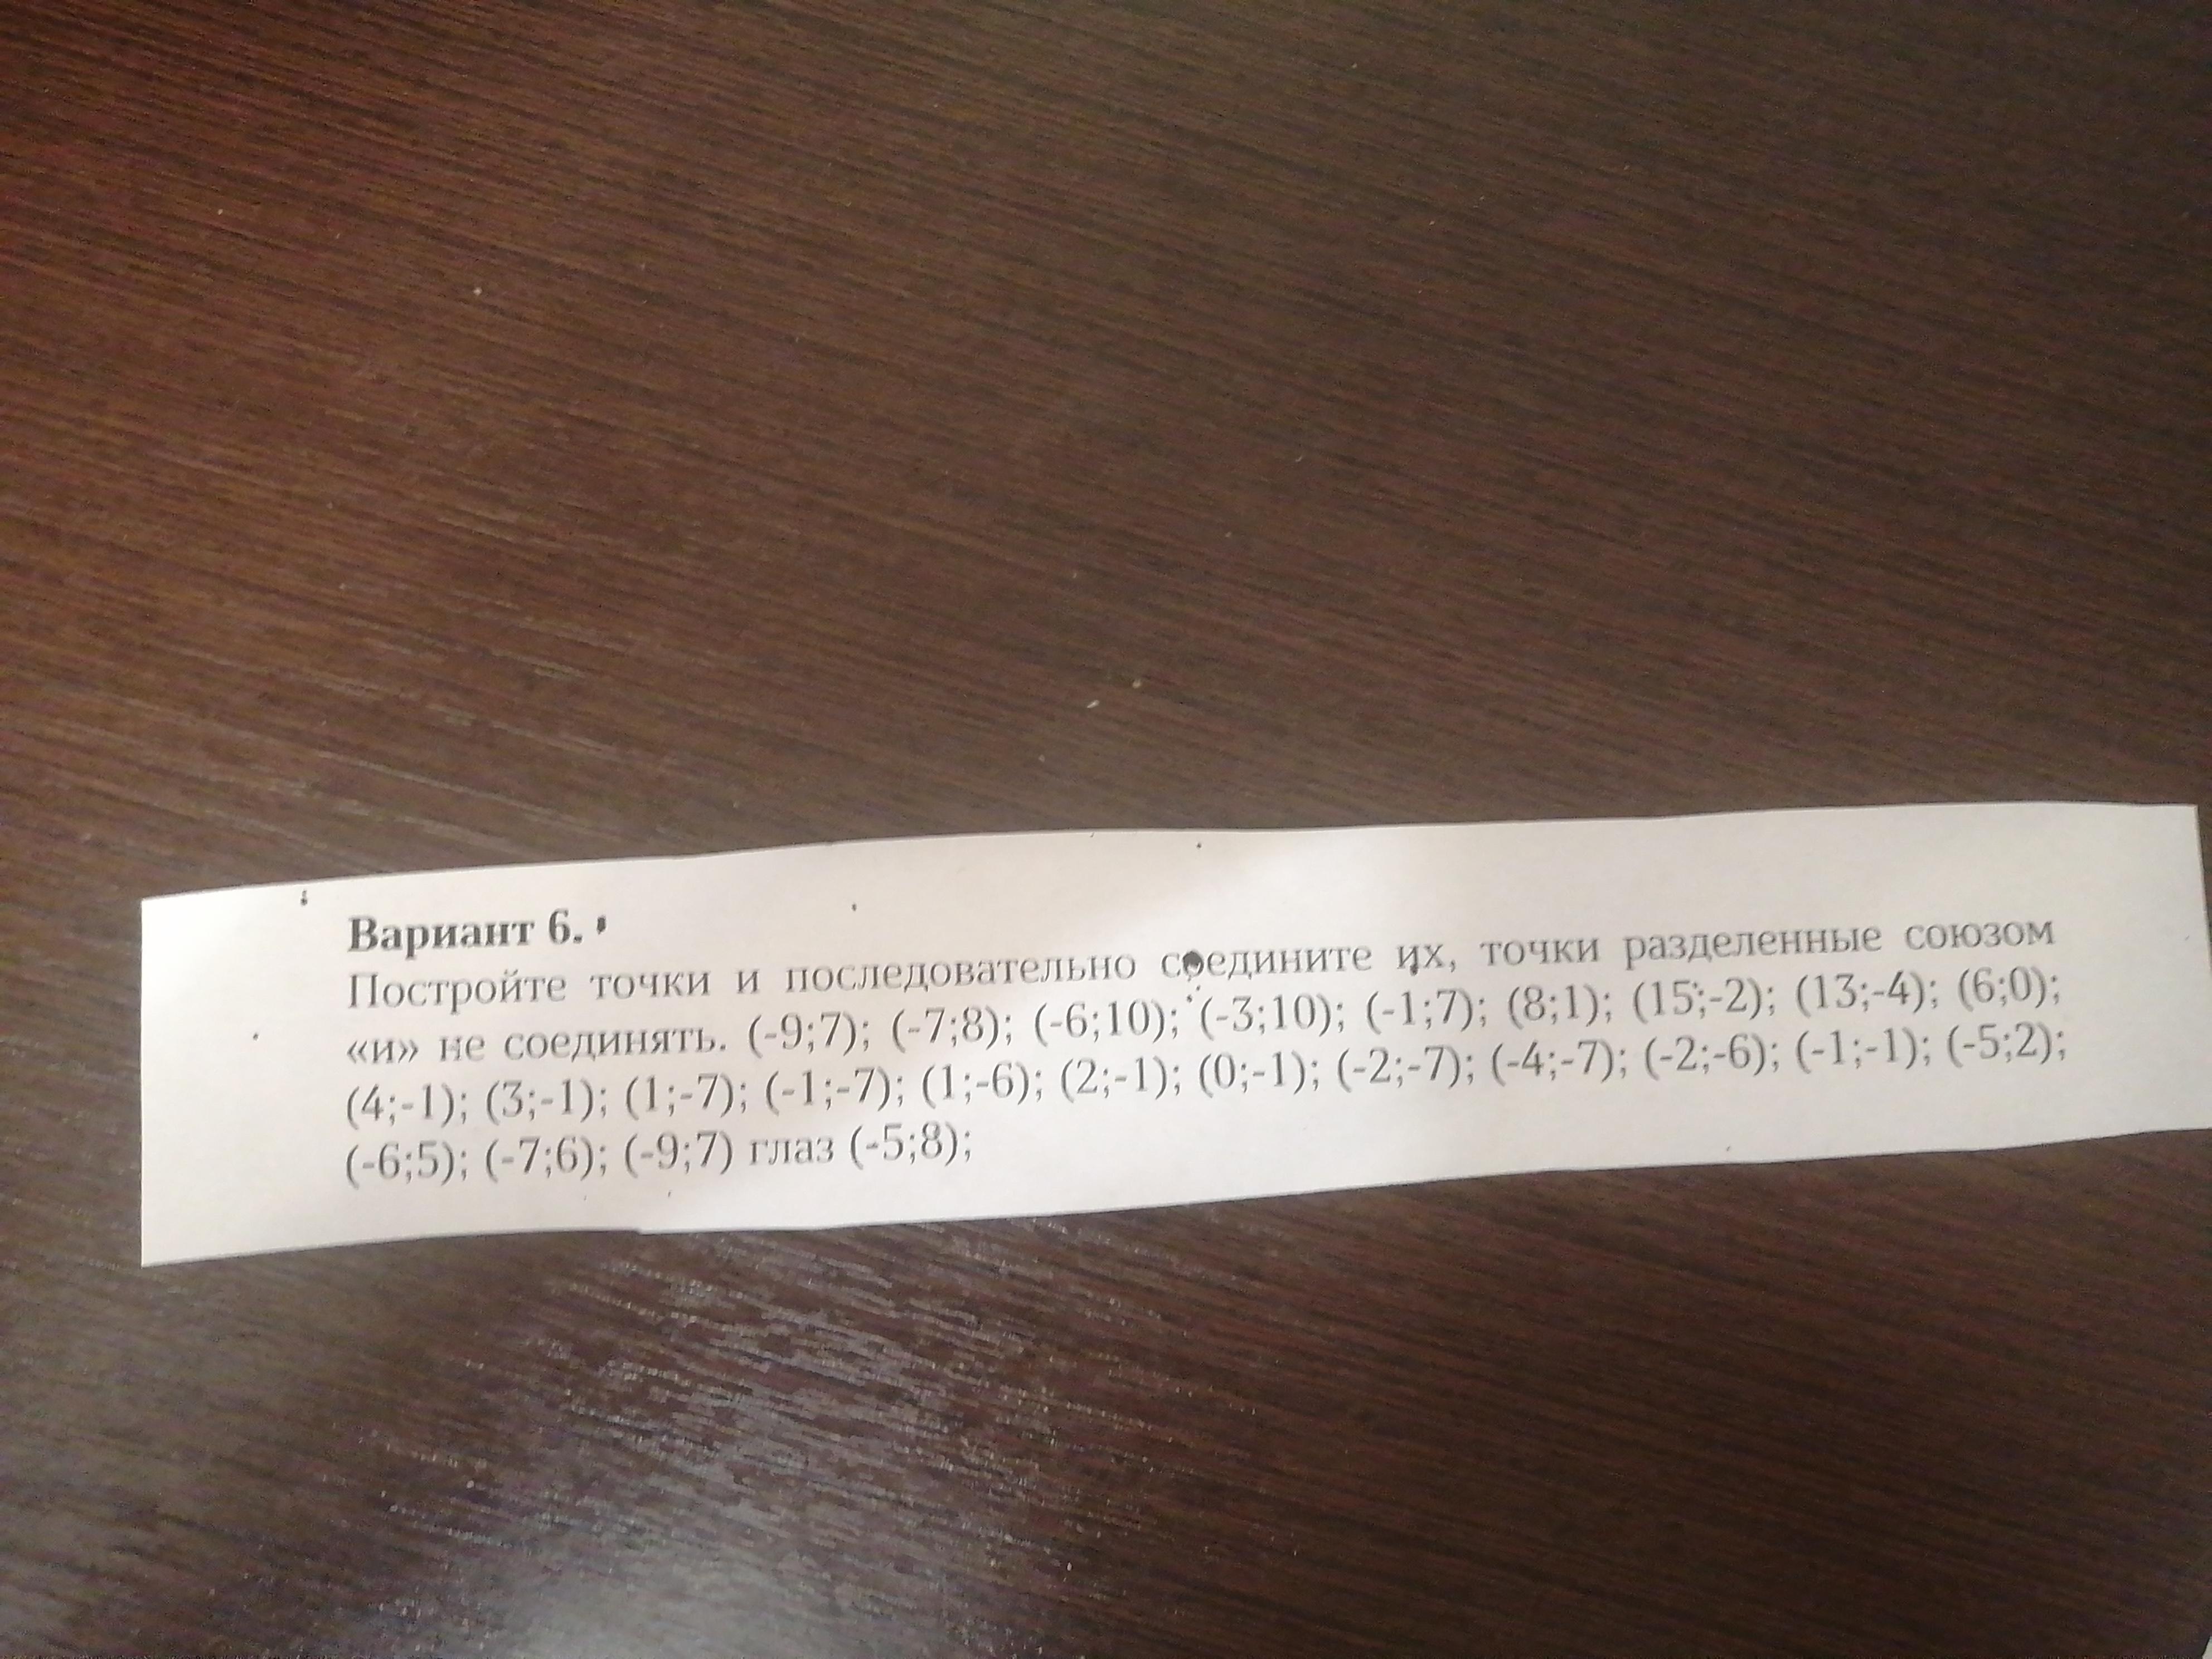 Вариант 6.
Постройте точки и последовательно соедините их, точки разделенные союзом
«и» не соединять. (-9;7); (-7;8); (-6;10); (-3;10); (-1;7); (8;1); (15;-2); (13;-4); (6;0);
(4;-1); (3;-1); (1;-7); (-1;-7); (1;-6); (2;-1); (0;-1); (-2;-7); (-4;-7); (-2;-6); (-1;-1); (-5;2);
(-6;5); (-7;6); (-9;7) глаз (-5;8);